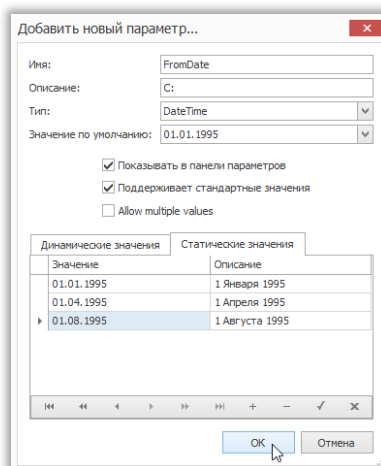 Добавить новый параметр...
Имя: FromDate
Описание: C:
Тип: DateTime
Значение по умолчанию: 01.01.1995
Показывать в панели параметров
Поддерживает стандартные значения
Allow multiple values
Динамические значения Статические значения
Значение Описание
01.01.1995 1 Января 1995
01.04.1995 1 Апреля 1995
01.08.1995 1 Августа 1995
OK Отмена